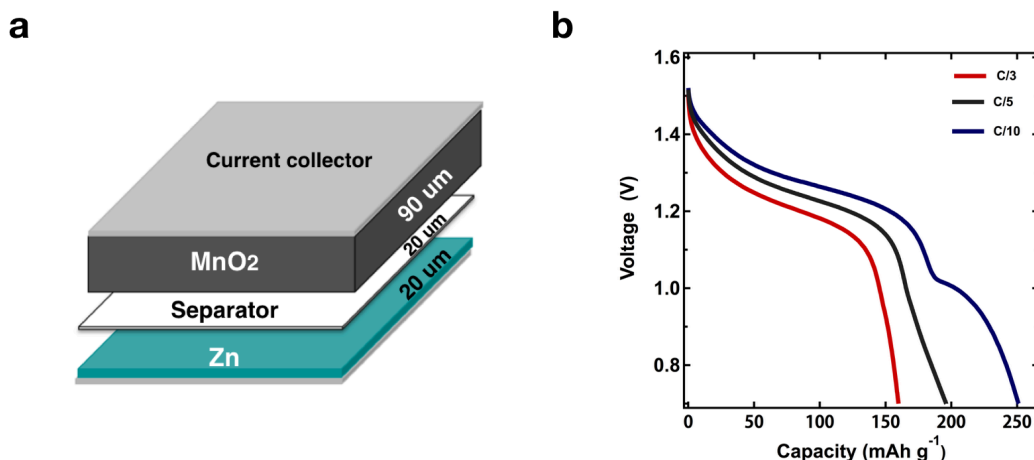 a
Current collector
90 um
MnO2
20 um
Separator
20 um
Zn
b
1.6
1.4
1.2
1.0
0.8
Voltage (V)
C/3
C/5
C/10
0 50 100 150 200 250
Capacity (mAh g-1)